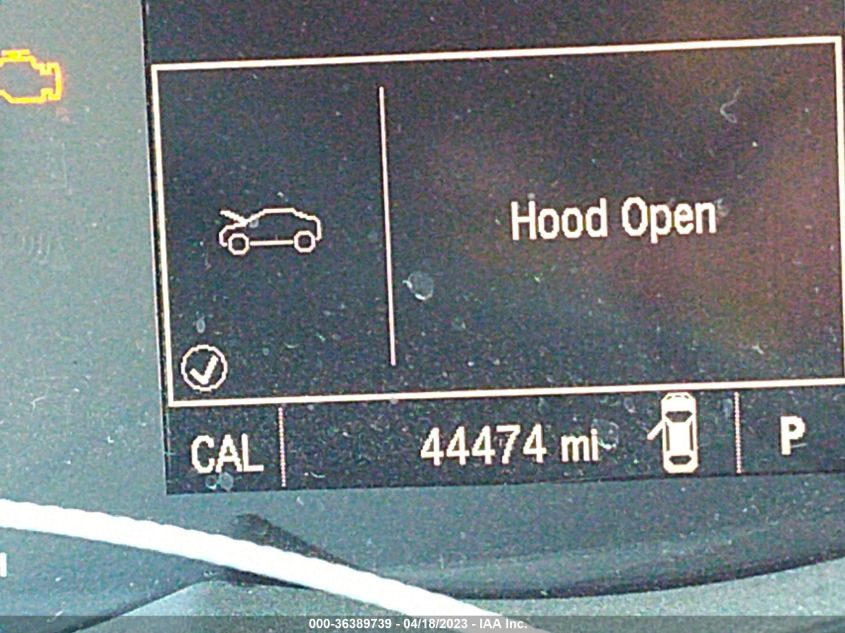 Hood Open
CAL 44474 mi P
000-36389739 - 04/18/2023 - IAA Inc.